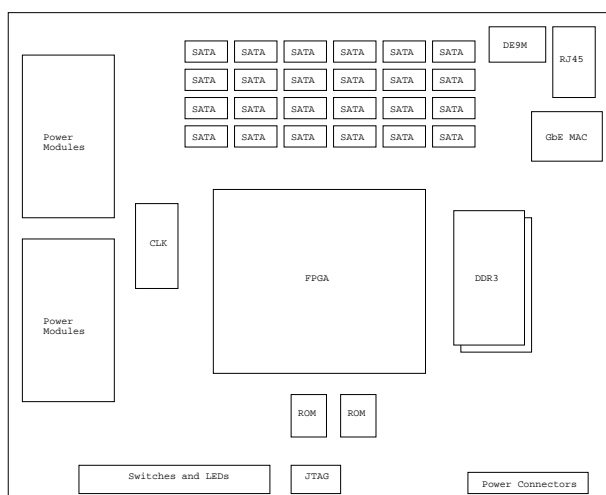 SATA SATA SATA SATA SATA SATA DE9M
RJ45
SATA SATA SATA SATA SATA SATA
SATA SATA SATA SATA SATA SATA
SATA SATA SATA SATA SATA SATA
GbE MAC
Power
Modules
CLK
FPGA
DDR3
Power
Modules
ROM ROM
Switches and LEDs
JTAG
Power Connectors